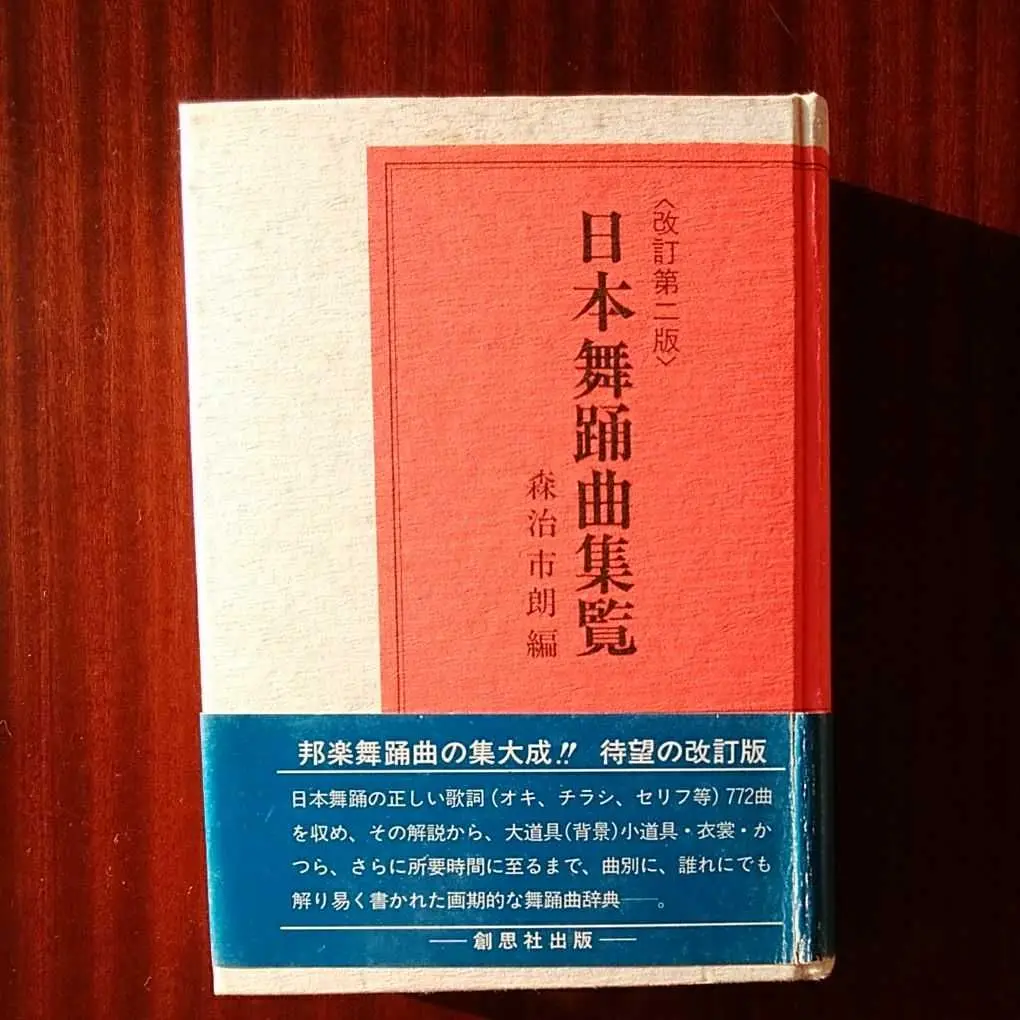 〈改訂第二版〉
日本舞踊曲集覧
森治市朗編
邦楽舞踊曲の集大成!! 待望の改訂版
日本舞踊の正しい歌詞(オキ、チラシ、セリフ等)772曲
を収め、その解説から、大道具(背景)小道具・衣裳・か
つら、さらに所要時間に至るまで、曲別に、誰れにでも
解り易く書かれた画期的な舞踊曲辞典──。
──創思社出版──